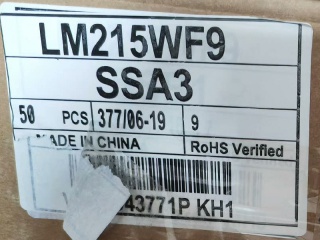 LM215WF9
SSA3
50 PCS 377/06-19 9
MADE IN CHINA RoHS Verified
43771P KH1